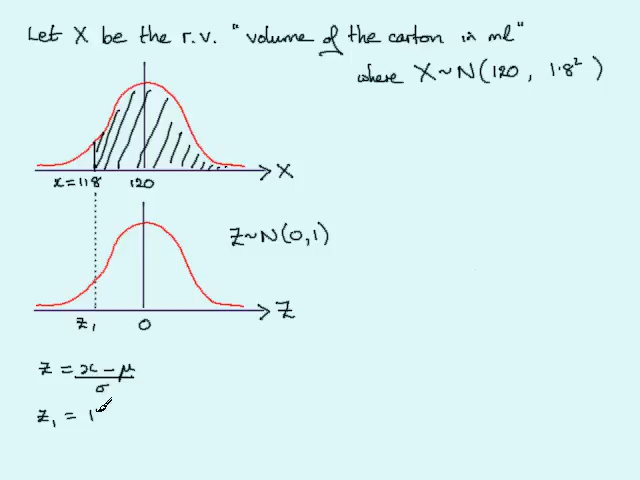 Let X be the r.v. "volume of the carton in ml"
where X~N(120, 1.8²)
x=118 120 X
Z~N(0,1)
z₁ 0 Z
z = x - μ
σ
z₁ = 1